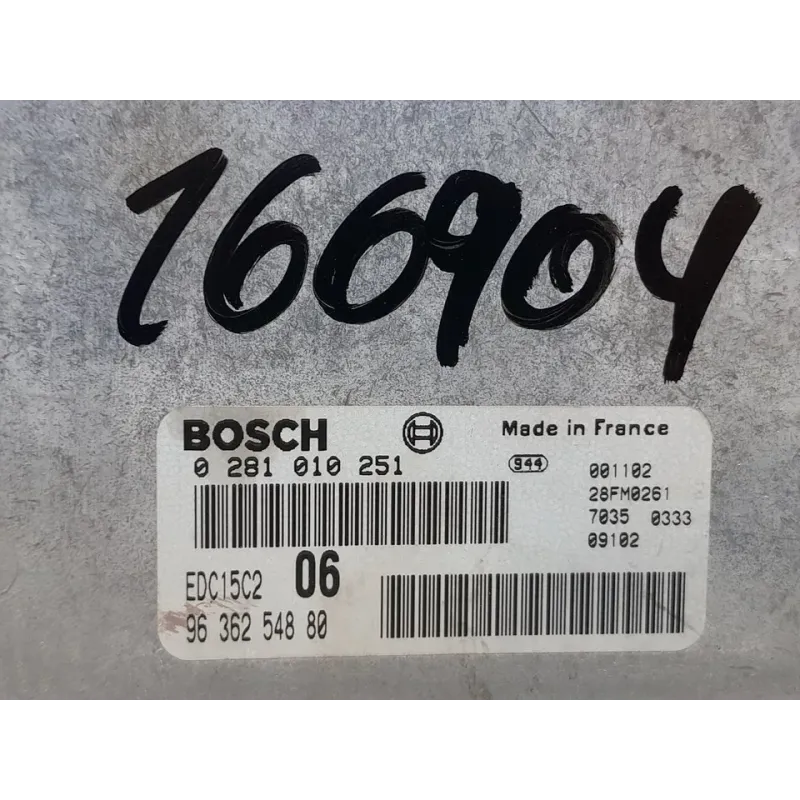 166904
BOSCH
Made in France
0 281 010 251
944
001102
28FM0261
7035 0333
09102
EDC15C2 06
96 362 548 80